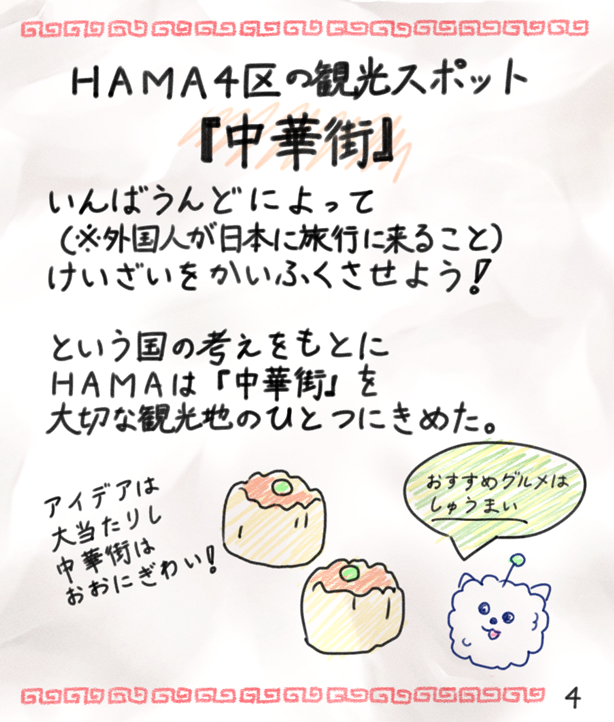 HAMA4区の観光スポット
『中華街』
いんばうんどによって
(※外国人が日本に旅行に来ること)
けいざいをかいふくさせよう!
という国の考えをもとに
HAMAは『中華街』を
大切な観光地のひとつにきめた。
アイデアは
大当たりし
中華街は
おおにぎわい!
おすすめグルメは
しゅうまい
4